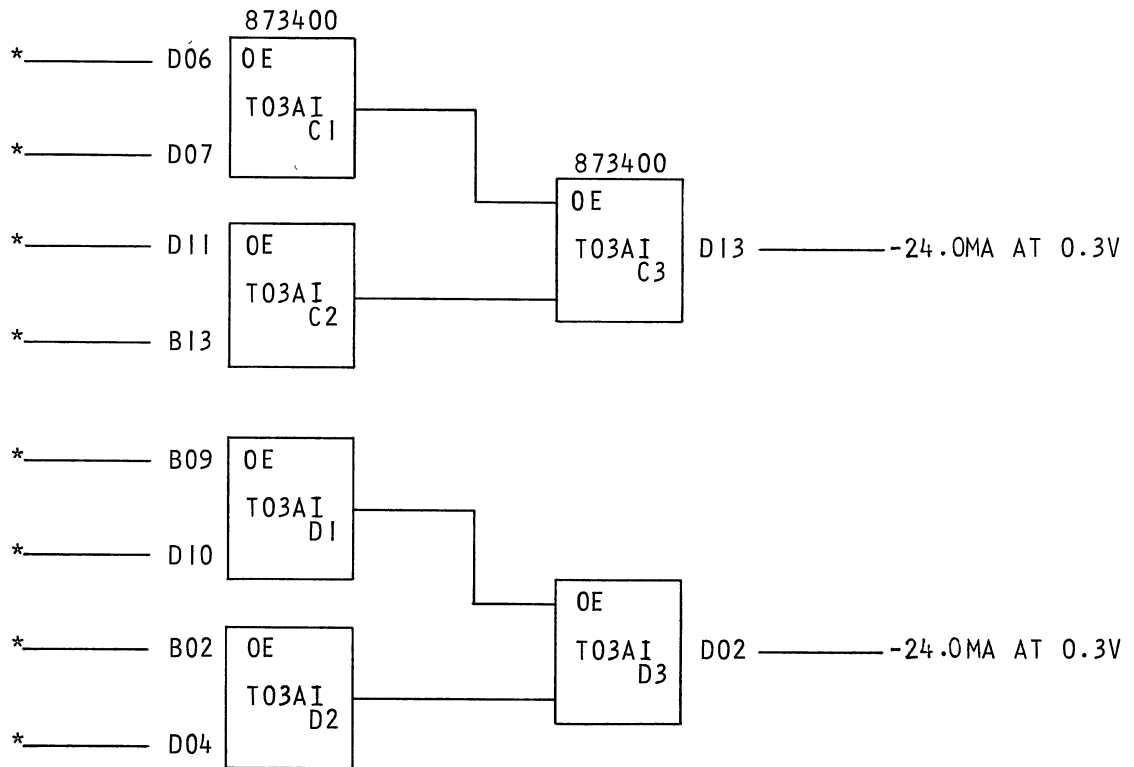 873400
* D06 OE
T03AI
C1
* D07
873400
OE
* D11 OE
T03AI D13 -24.0MA AT 0.3V
C3
T03AI
C2
* B13
* B09 OE
T03AI
D1
* D10
OE
* B02 OE
T03AI D02 -24.0MA AT 0.3V
D3
T03AI
D2
* D04